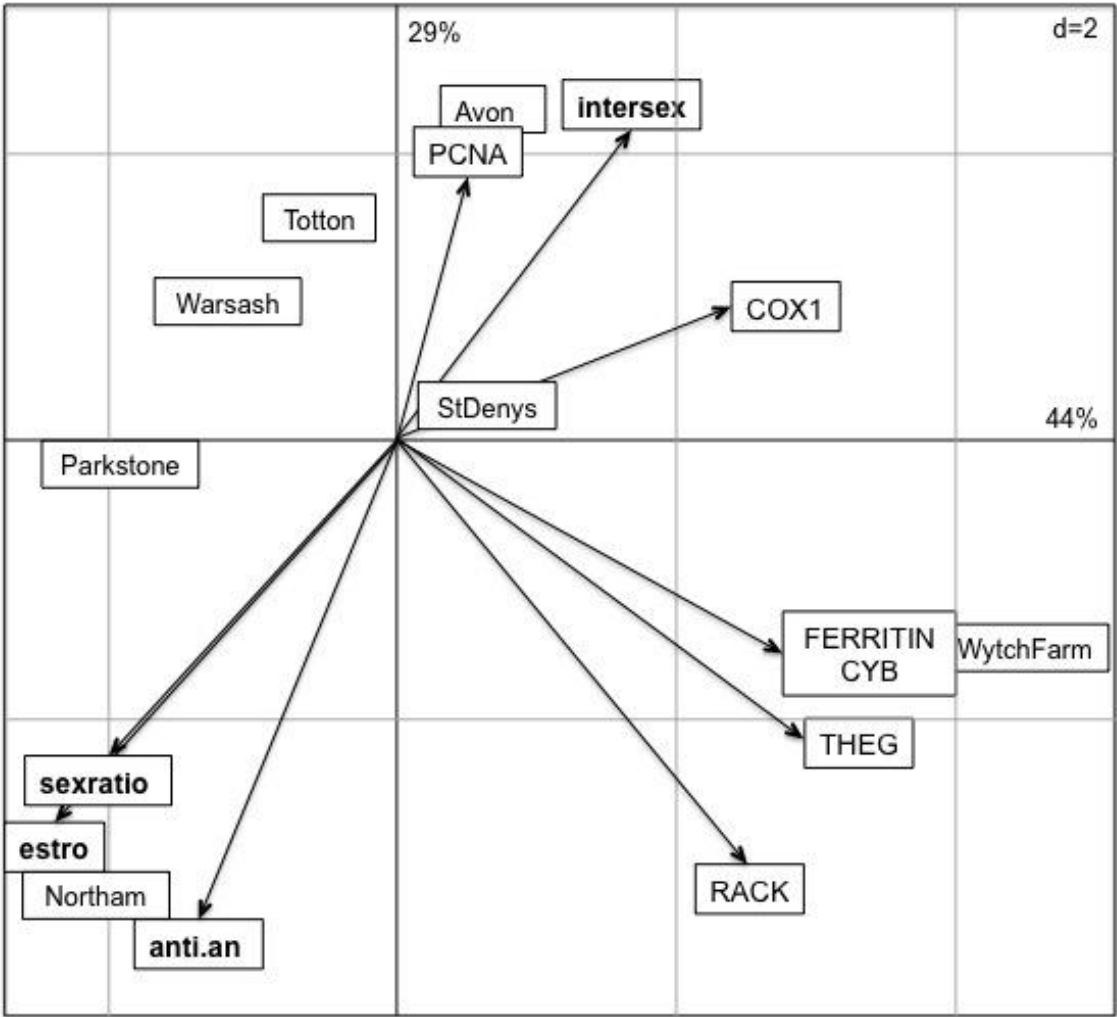 29%
d=2
Avon
intersex
PCNA
Totton
Warsash
COX1
StDenys
44%
Parkstone
FERRITIN
CYB
WytchFarm
THEG
sexratio
estro
RACK
Northam
anti.an